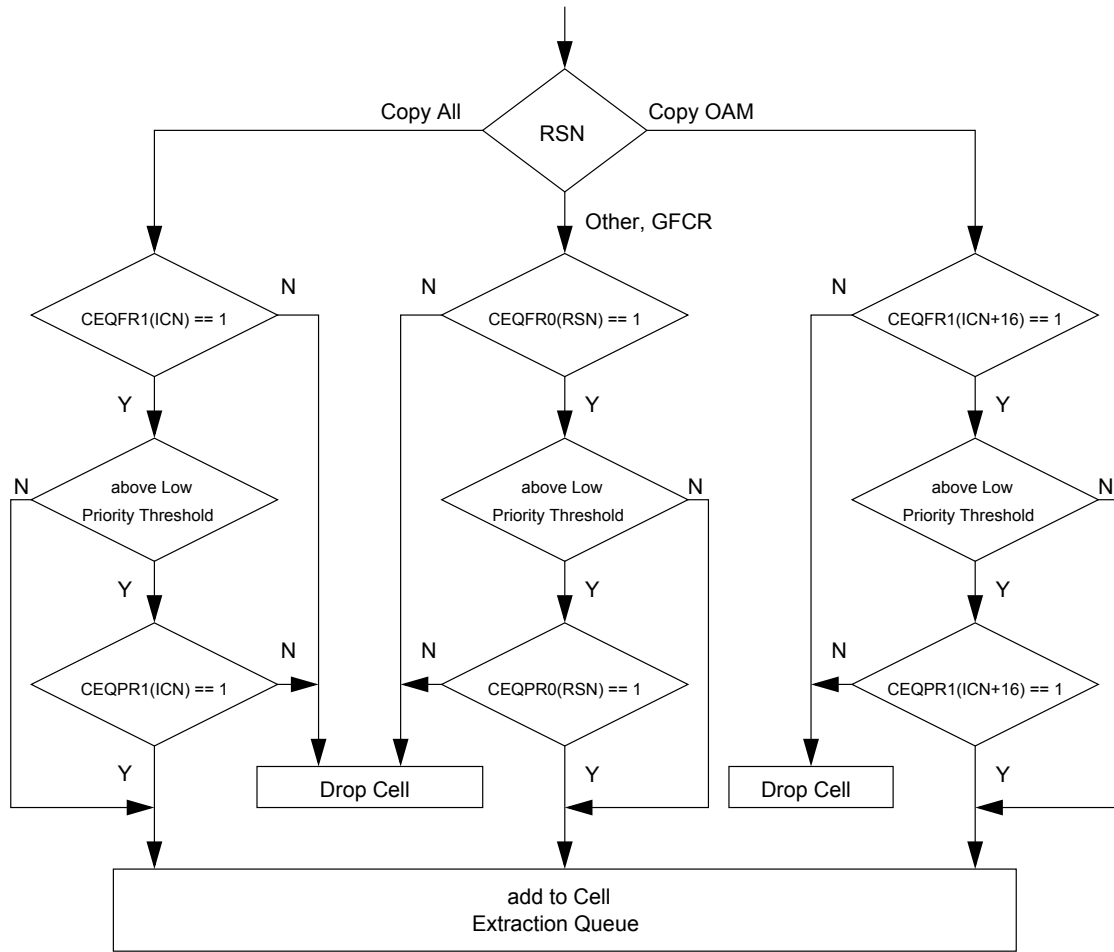 Copy All
RSN
Copy OAM
Other, GFCR
N
N
N
CEQFR1(ICN) == 1
CEQFR0(RSN) == 1
CEQFR1(ICN+16) == 1
Y
Y
Y
N
above Low
Priority Threshold
above Low
Priority Threshold
N
above Low
Priority Threshold
N
Y
Y
Y
N
N
N
CEQPR1(ICN) == 1
CEQPR0(RSN) == 1
CEQPR1(ICN+16) == 1
Y
Y
Y
Drop Cell
Drop Cell
add to Cell
Extraction Queue